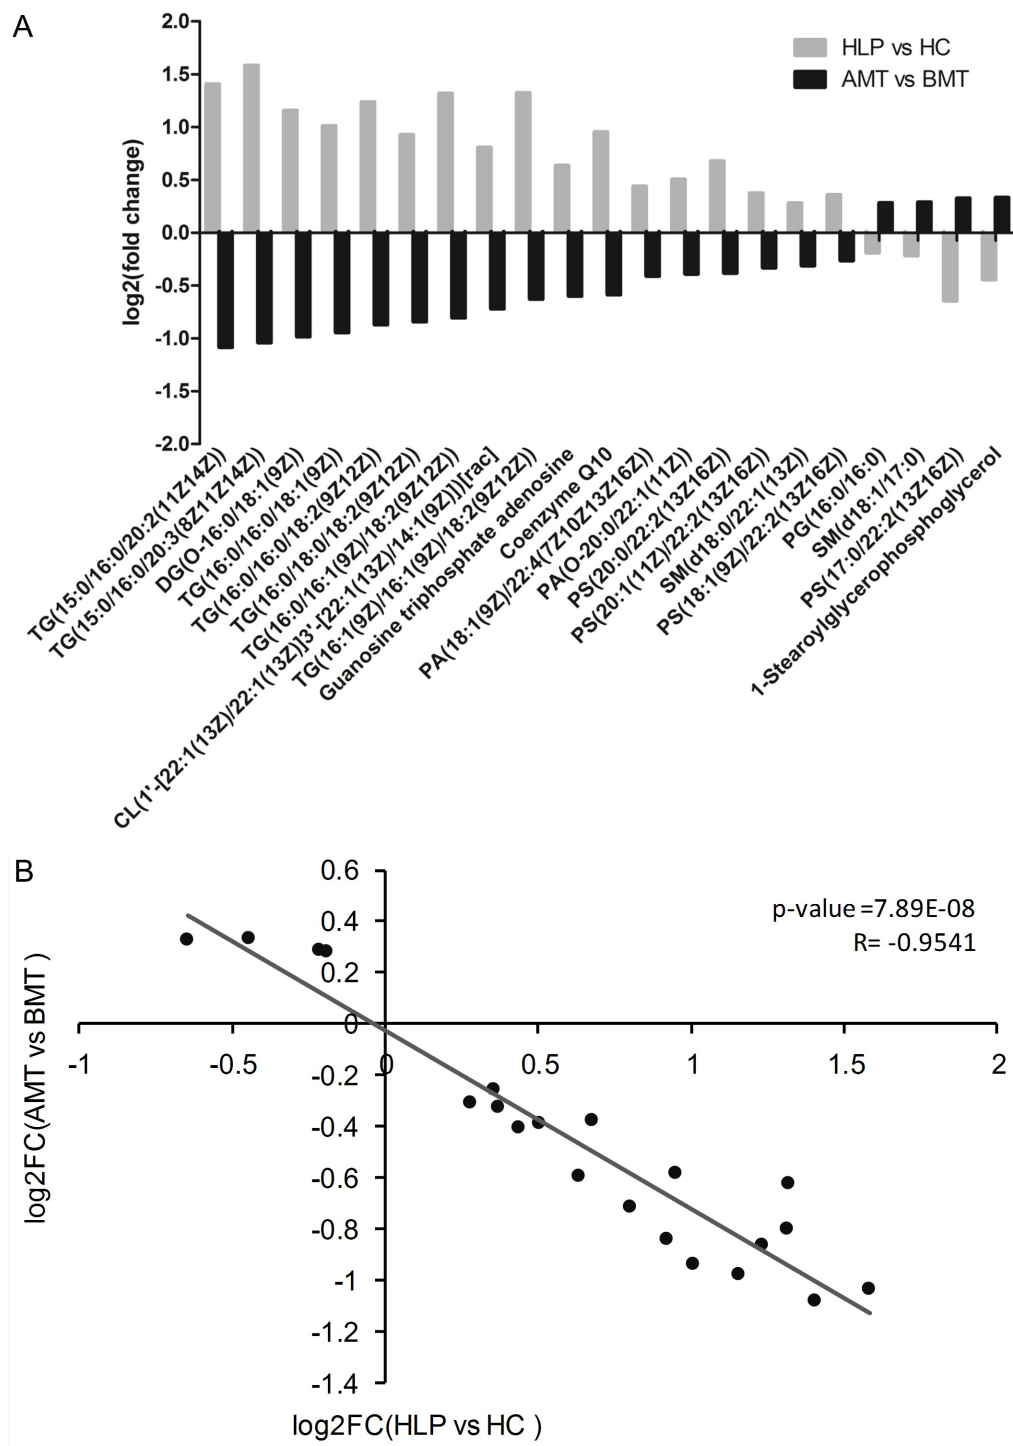 A
2.0
1.5
1.0
0.5
0.0
-0.5
-1.0
-1.5
-2.0
log2(fold change)
HLP vs HC
AMT vs BMT
TG(15:0/16:0/20:2(11Z14Z))
TG(15:0/16:0/20:3(8Z11Z14Z))
DG(O-16:0/18:1(9Z))
TG(16:0/16:0/18:1(9Z))
TG(16:0/16:0/18:2(9Z12Z))
TG(16:0/18:0/18:2(9Z12Z))
TG(16:0/16:1(9Z)/18:2(9Z12Z))
CL(1'-[22:1(13Z)/22:1(13Z)]3'-[22:1(13Z)/14:1(9Z)])[rac]
TG(16:1(9Z)/16:1(9Z)/18:2(9Z12Z))
Guanosine triphosphate adenosine
Coenzyme Q10
PA(18:1(9Z)/22:4(7Z10Z13Z16Z))
PA(O-20:0/22:1(11Z))
PS(20:0/22:2(13Z16Z))
PS(20:1(11Z)/22:2(13Z16Z))
SM(d18:0/22:1(13Z))
PS(18:1(9Z)/22:2(13Z16Z))
PG(16:0/16:0)
SM(d18:1/17:0)
PS(17:0/22:2(13Z16Z))
1-Stearoylglycerophosphoglycerol
B
p-value =7.89E-08
R= -0.9541
0.6
0.4
0.2
0
-0.2
-0.4
-0.6
-0.8
-1
-1.2
-1.4
-1
-0.5
0
0.5
1
1.5
2
log2FC(AMT vs BMT )
log2FC(HLP vs HC )